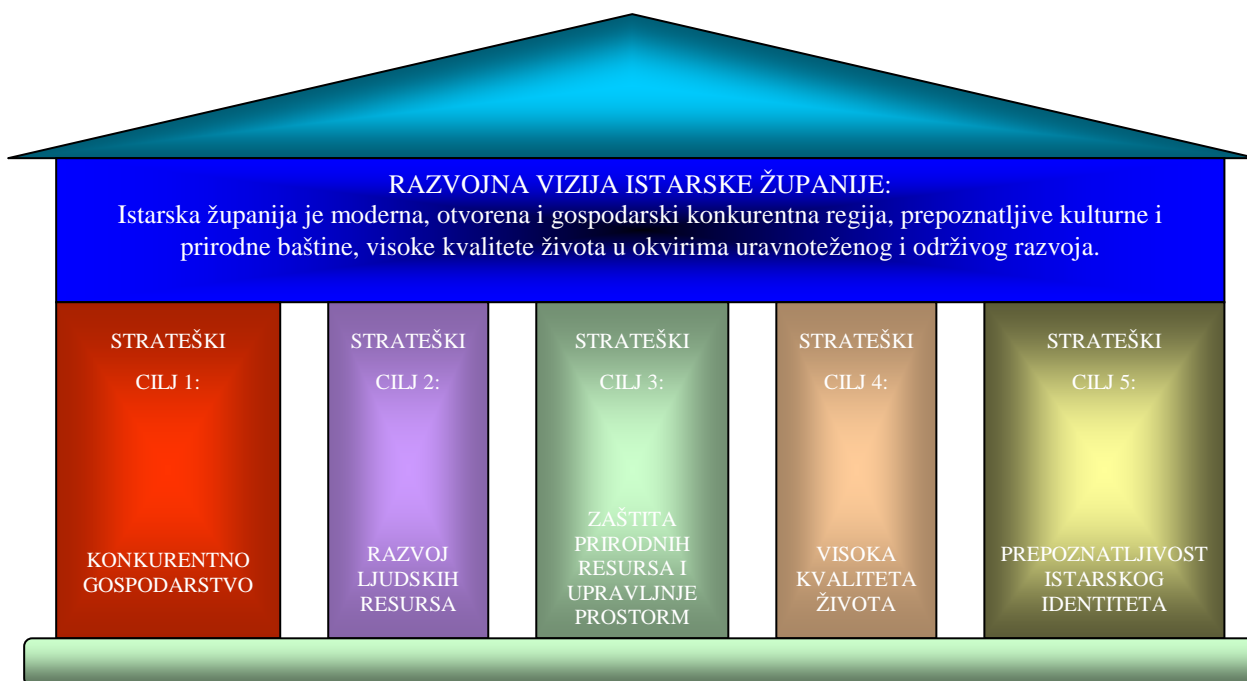 RAZVOJNA VIZIJA ISTARSKE ŽUPANIJE:
Istarska županija je moderna, otvorena i gospodarski konkurentna regija, prepoznatljive kulturne i
prirodne baštine, visoke kvalitete života u okvirima uravnoteženog i održivog razvoja.
STRATEŠKI
CILJ 1:
KONKURENTNO
GOSPODARSTVO
STRATEŠKI
CILJ 2:
RAZVOJ
LJUDSKIH
RESURSA
STRATEŠKI
CILJ 3:
ZAŠTITA
PRIRODNIH
RESURSA I
UPRAVLJNJE
PROSTORM
STRATEŠKI
CILJ 4:
VISOKA
KVALITETA
ŽIVOTA
STRATEŠKI
CILJ 5:
PREPOZNATLJIVOST
ISTARSKOG
IDENTITETA